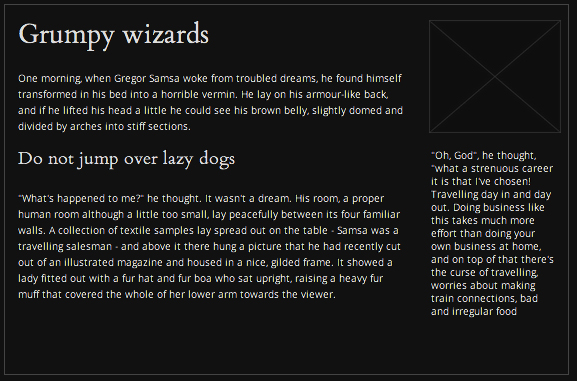 Grumpy wizards
One morning, when Gregor Samsa woke from troubled dreams, he found himself
transformed in his bed into a horrible vermin. He lay on his armour-like back,
and if he lifted his head a little he could see his brown belly, slightly domed and
divided by arches into stiff sections.
Do not jump over lazy dogs
"What's happened to me?" he thought. It wasn't a dream. His room, a proper
human room although a little too small, lay peacefully between its four familiar
walls. A collection of textile samples lay spread out on the table - Samsa was a
travelling salesman - and above it there hung a picture that he had recently cut
out of an illustrated magazine and housed in a nice, gilded frame. It showed a
lady fitted out with a fur hat and fur boa who sat upright, raising a heavy fur
muff that covered the whole of her lower arm towards the viewer.
"Oh, God", he thought,
"what a strenuous career
it is that I've chosen!
Travelling day in and day
out. Doing business like
this takes much more
effort than doing your
own business at home,
and on top of that there's
the curse of travelling,
worries about making
train connections, bad
and irregular food